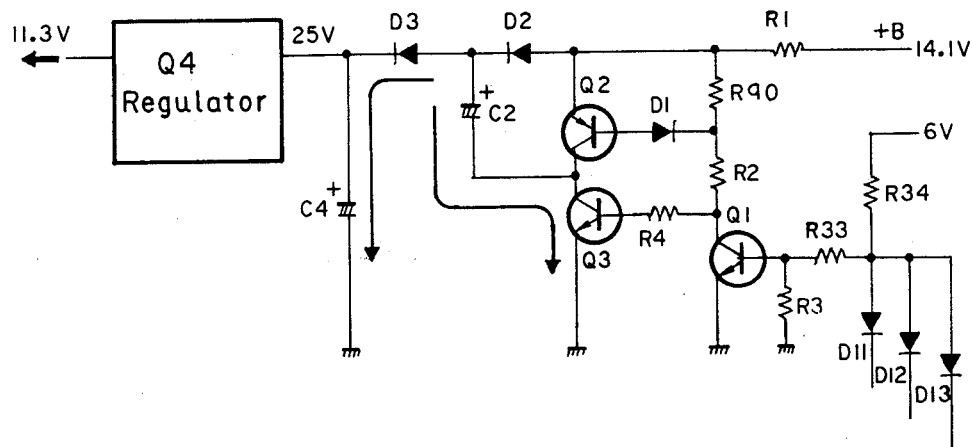 11.3V
Q4
Regulator
25V
D3
D2
R1
+B
14.1V
+
C2
Q2
D1
R90
R2
6V
R34
+
C4
Q3
R4
Q1
R33
R3
D11
D12
D13